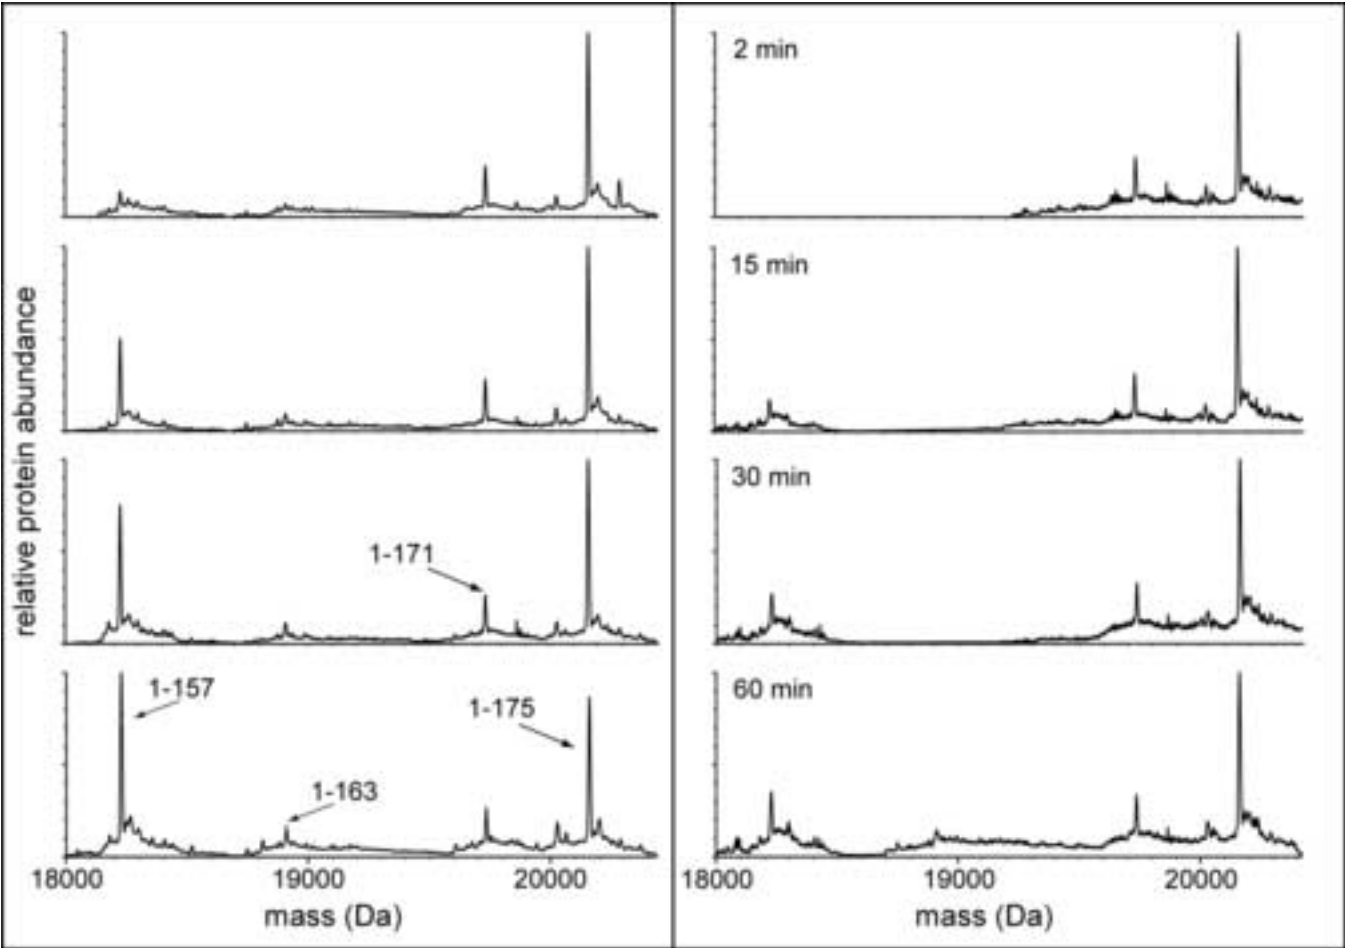 relative protein abundance
1-171
1-157
1-175
1-163
18000 19000 20000
mass (Da)
2 min
15 min
30 min
60 min
18000 19000 20000
mass (Da)